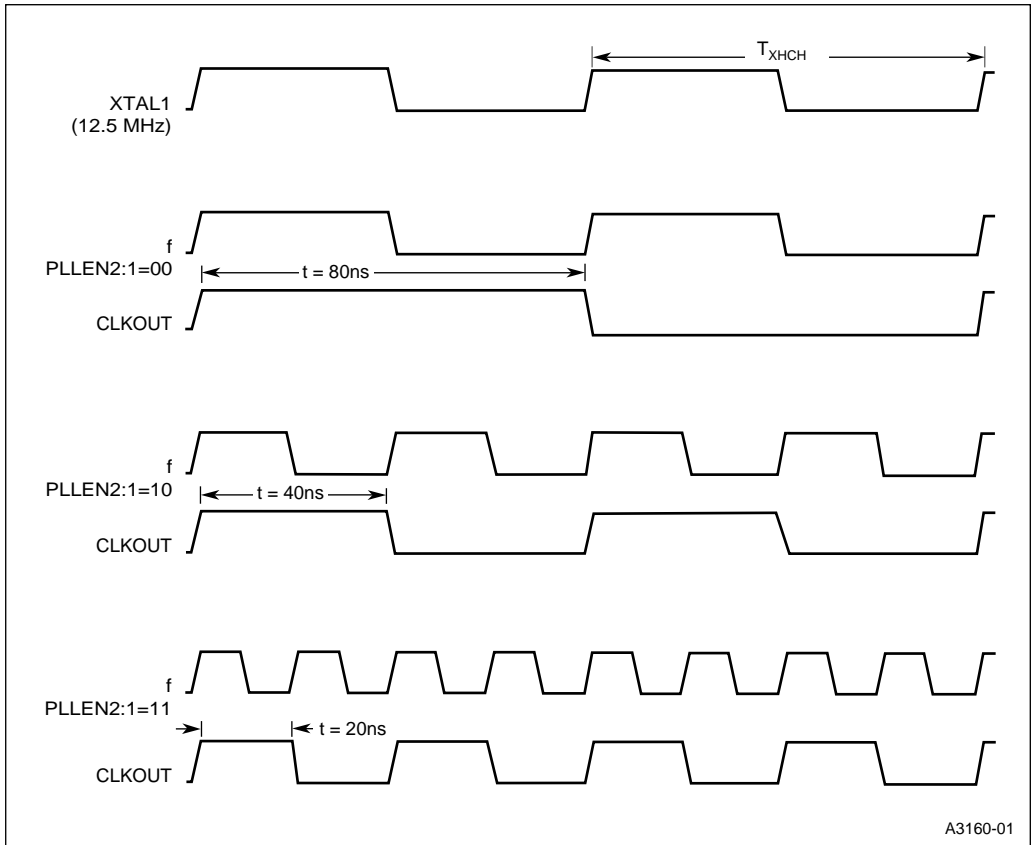 T_XHCH
XTAL1
(12.5 MHz)
f
PLLEN2:1=00
t = 80ns
CLKOUT
f
PLLEN2:1=10
t = 40ns
CLKOUT
f
PLLEN2:1=11
t = 20ns
CLKOUT
A3160-01